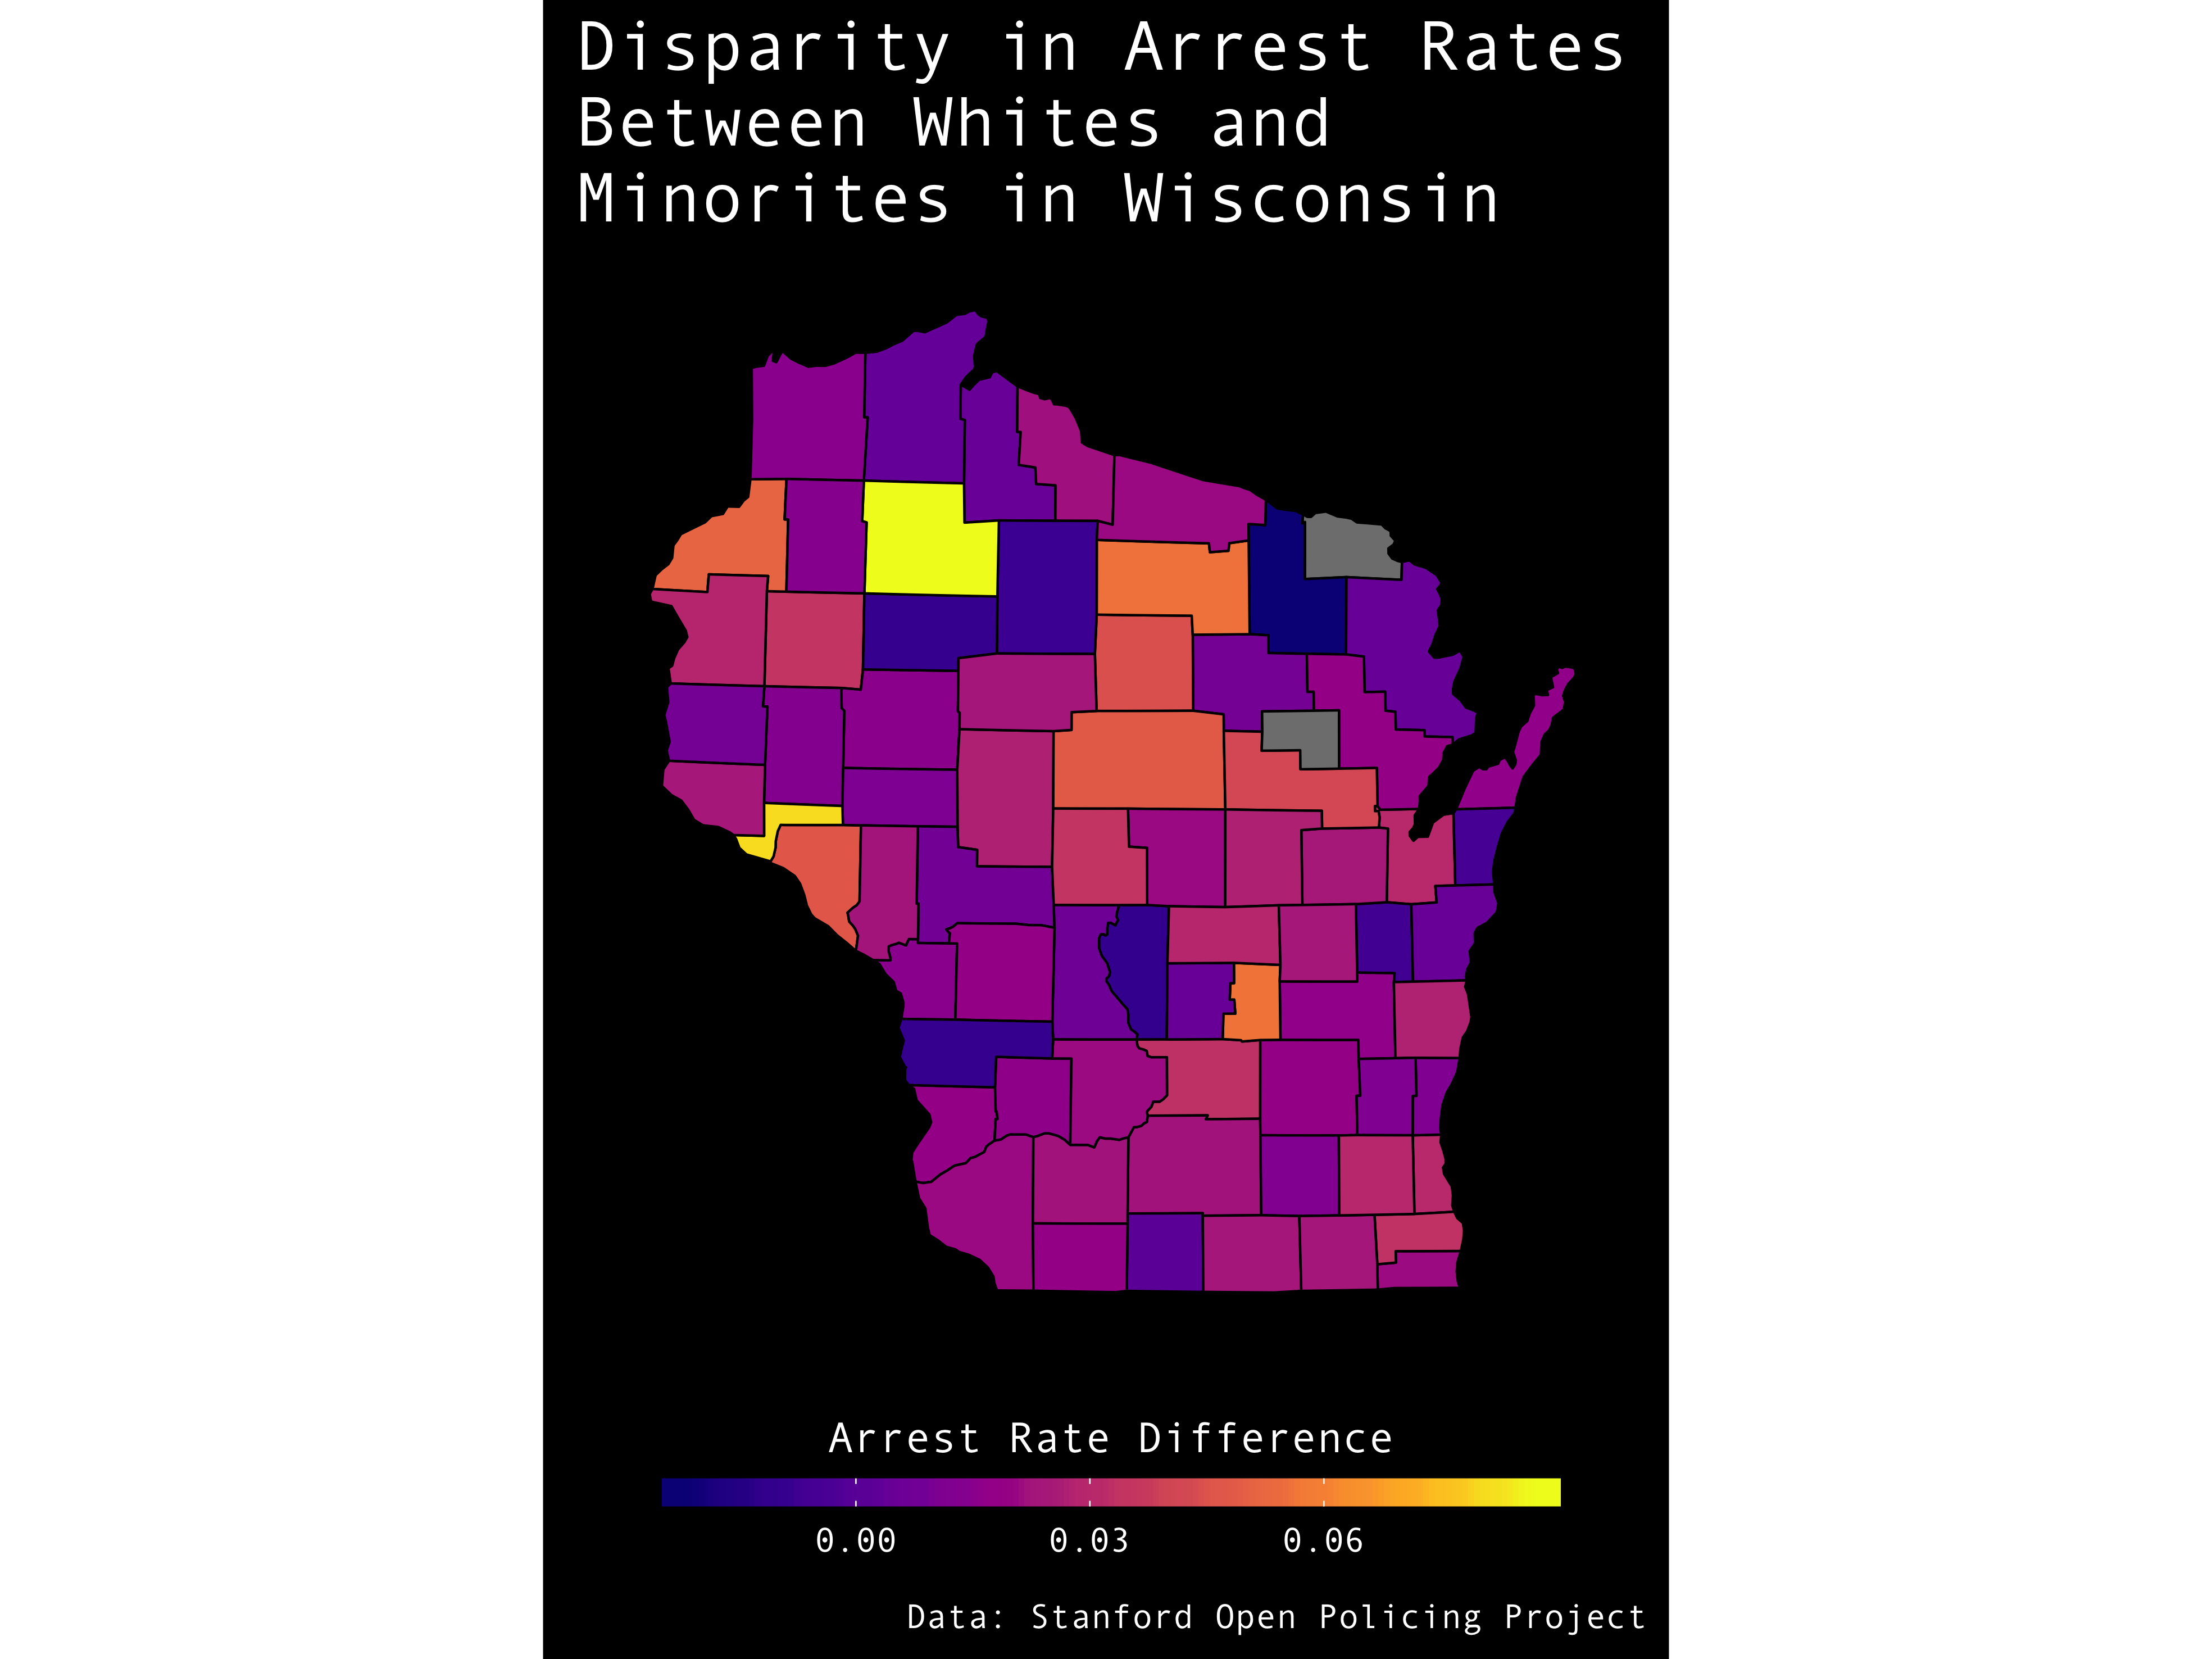 Disparity in Arrest Rates
Between Whites and
Minorites in Wisconsin
Arrest Rate Difference
0.00 0.03 0.06
Data: Stanford Open Policing Project